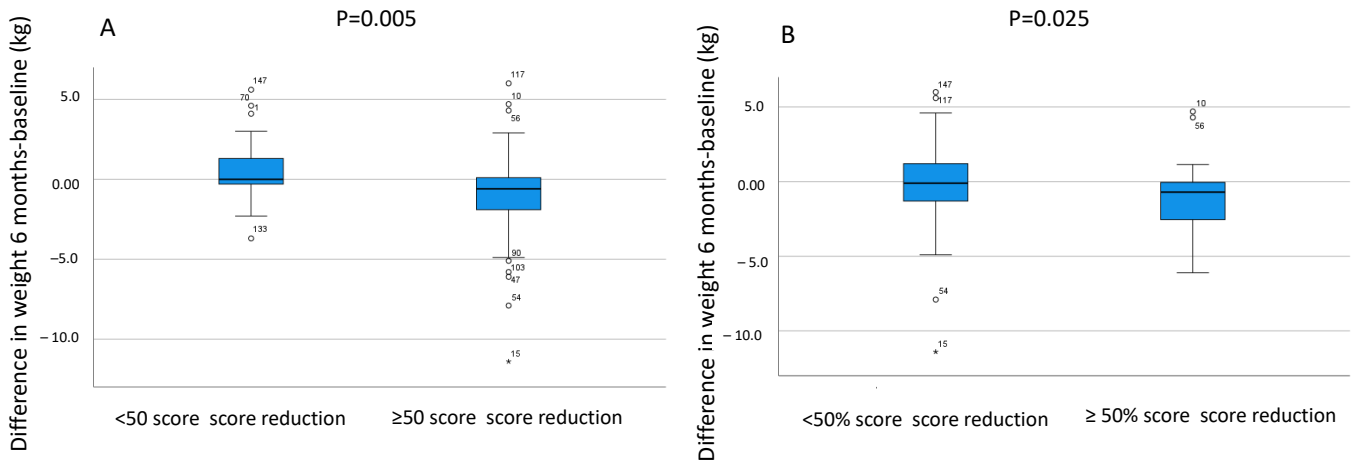 P=0.005
A
Difference in weight 6 months-baseline (kg)
5.0
0.00
−5.0
−10.0
147
70
1
133
117
10
56
90
103
47
54
15
<50 score score reduction
≥50 score score reduction
P=0.025
B
Difference in weight 6 months-baseline (kg)
5.0
0.00
−5.0
−10.0
147
117
54
15
10
56
<50% score score reduction
≥ 50% score score reduction